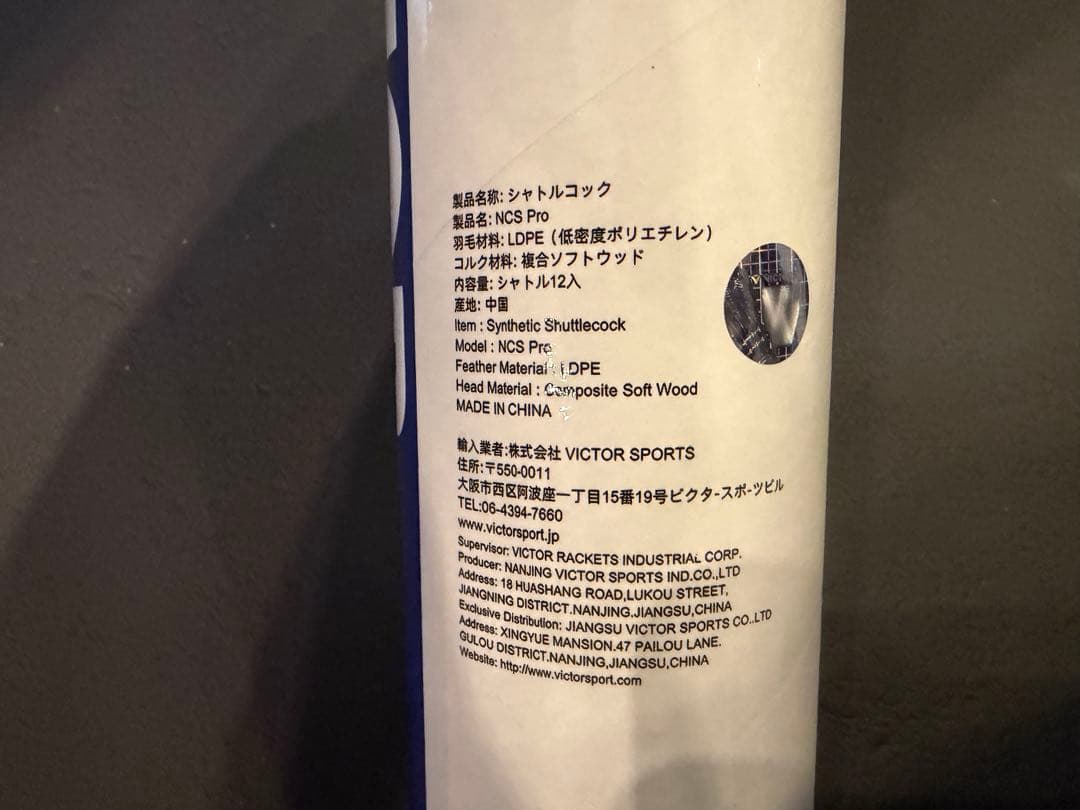 製品名称: シャトルコック
製品名: NCS Pro
羽毛材料: LDPE（低密度ポリエチレン）
コルク材料: 複合ソフトウッド
内容量: シャトル12入
産地: 中国
Item : Synthetic Shuttlecock
Model : NCS Pro
Feather Material : LDPE
Head Material : Composite Soft Wood
MADE IN CHINA
輸入業者:株式会社 VICTOR SPORTS
住所:〒550-0011
大阪市西区阿波座一丁目15番19号ビクタースポーツビル
TEL:06-4394-7660
www.victorsport.jp
Supervisor: VICTOR RACKETS INDUSTRIAL CORP.
Producer: NANJING VICTOR SPORTS IND.CO.,LTD
Address: 18 HUASHANG ROAD,LUKOU STREET,
JIANGNING DISTRICT.NANJING.JIANGSU,CHINA
Exclusive Distribution: JIANGSU VICTOR SPORTS CO..LTD
Address: XINGYUE MANSION.47 PAILOU LANE.
GULOU DISTRICT.NANJING,JIANGSU,CHINA
Website: http://www.victorsport.com